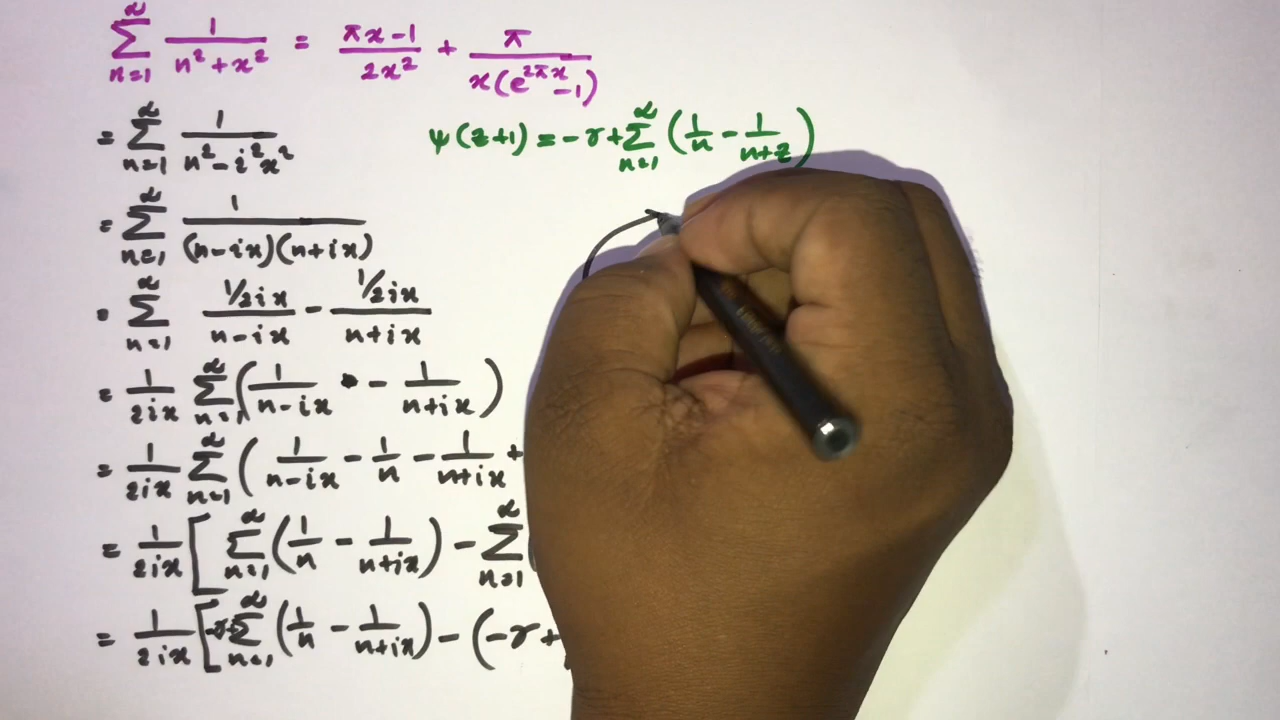 ∑_{n=1}^{∞} 1/(n²+x²) = (πx-1)/(2x²) + π/(x(e^{2πx}-1))
= ∑_{n=1}^{∞} 1/(n²-i²x²)
ψ(z+1) = -γ + ∑_{n=1}^{∞} (1/n - 1/(n+z))
= ∑_{n=1}^{∞} 1/((n-ix)(n+ix))
= ∑_{n=1}^{∞} (1/2ix)/(n-ix) - (1/2ix)/(n+ix)
= 1/(2ix) ∑_{n=1}^{∞} (1/(n-ix) - 1/(n+ix))
= 1/(2ix) ∑_{n=1}^{∞} (1/(n-ix) - 1/n - 1/(n+ix) +
= 1/(2ix) [ ∑_{n=1}^{∞} (1/n - 1/(n+ix)) - ∑_{n=1}^{∞} (
= 1/(2ix) [ -γ+∑_{n=1}^{∞} (1/n - 1/(n+ix)) - (-γ+